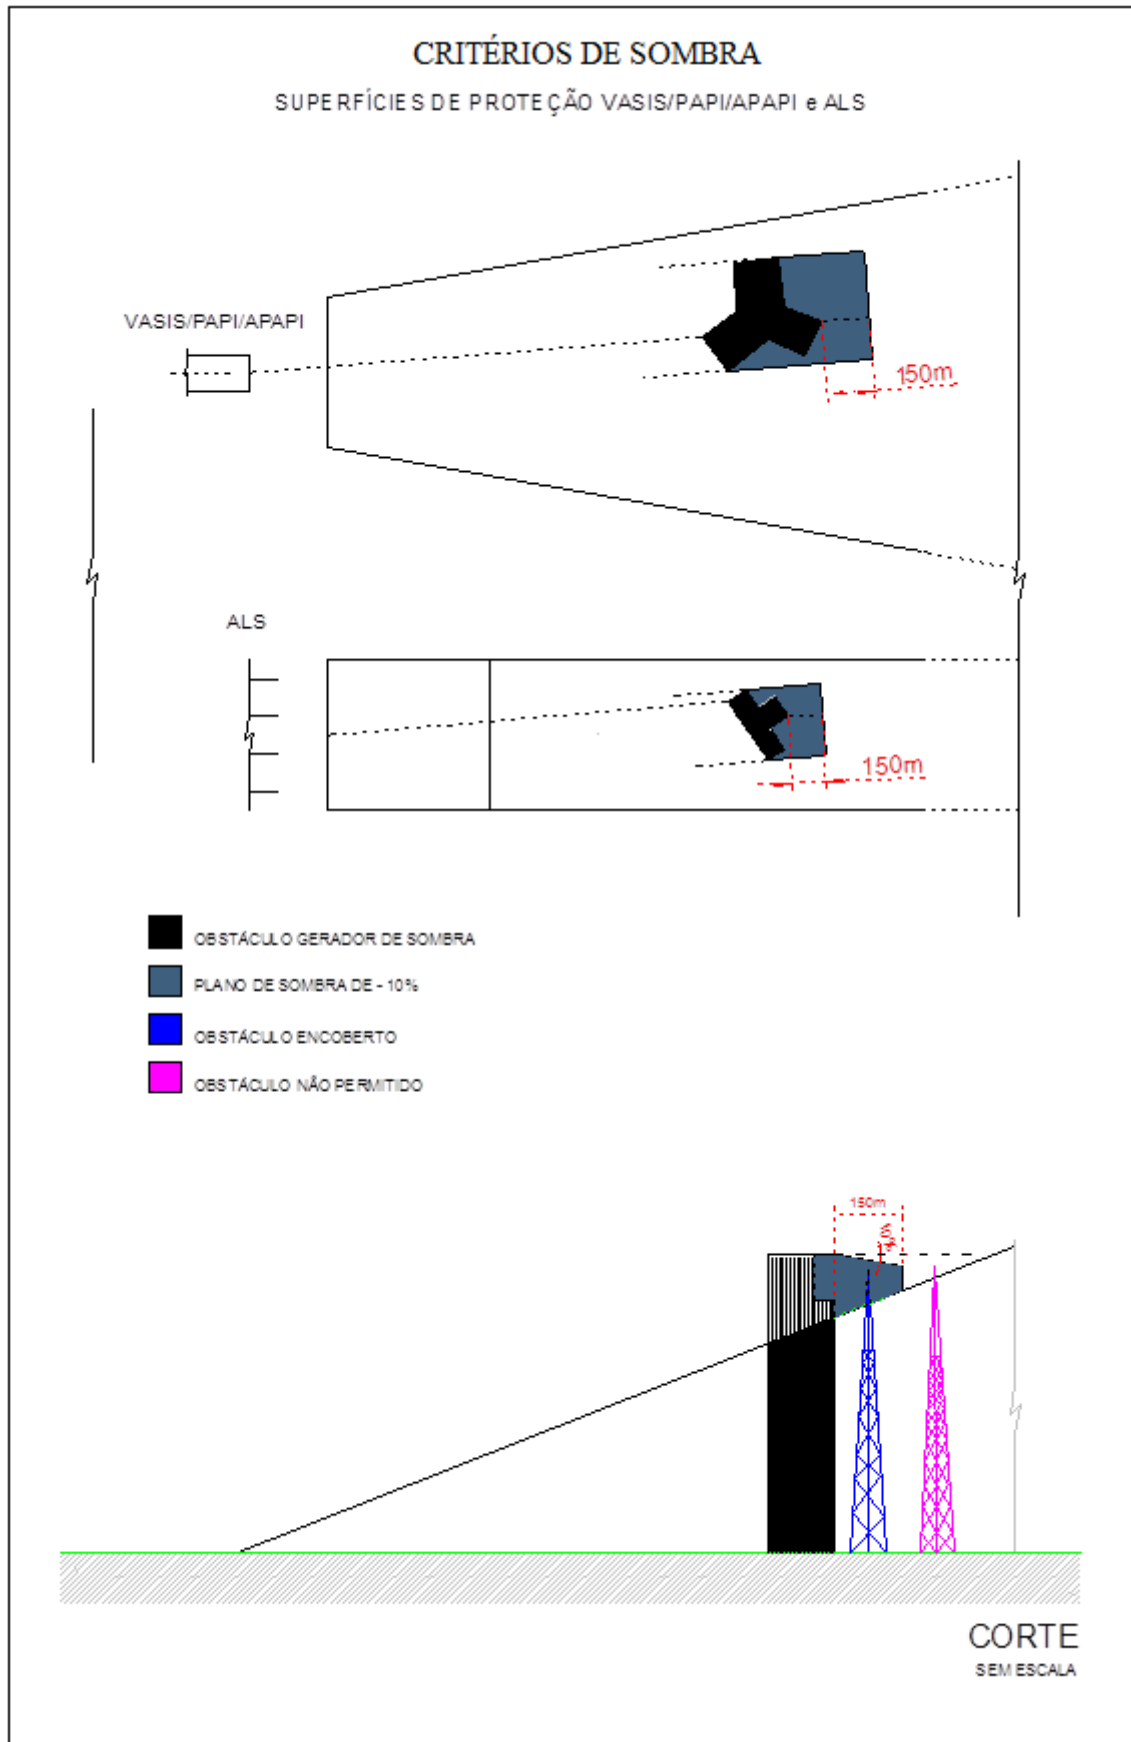 CRITÉRIOS DE SOMBRA
SUPERFÍCIES DE PROTEÇÃO VASIS/PAPI/APAPI e ALS
VASIS/PAPI/APAPI
150m
ALS
150m
OBSTÁCULO GERADOR DE SOMBRA
PLANO DE SOMBRA DE - 10%
OBSTÁCULO ENCOBERTO
OBSTÁCULO NÃO PERMITIDO
150m
CORTE
SEM ESCALA